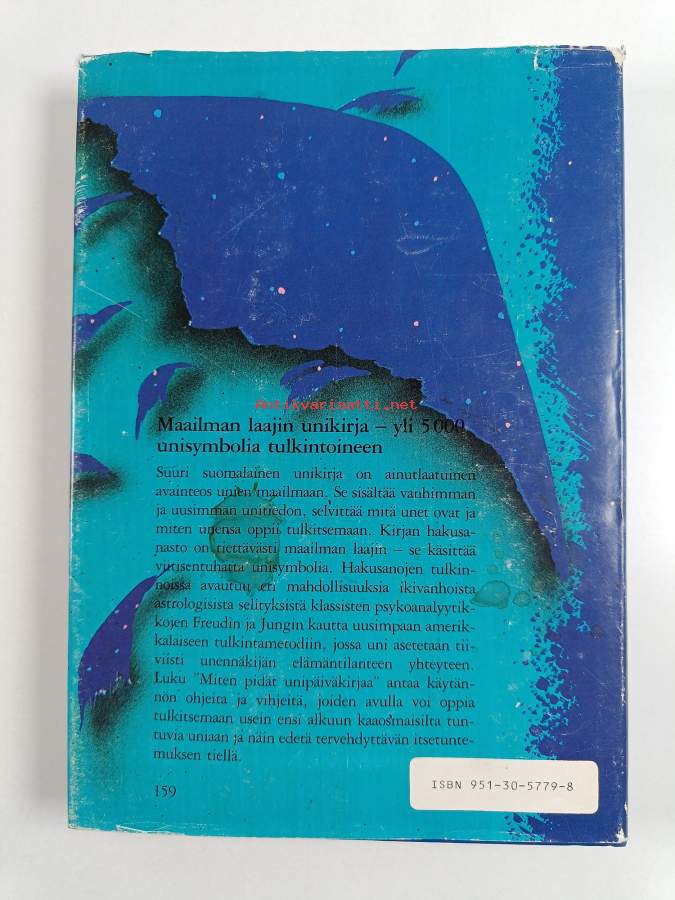 Antikvariaatti.net
Maailman laajin unikirja – yli 5000
unisymbolia tulkintoineen
Suuri suomalainen unikirja on ainutlaatuinen
avainteos unien maailmaan. Se sisältää vanhimman
ja uusimman unitiedon, selvittää mitä unet ovat ja
miten unensa oppii tulkitsemaan. Kirjan hakusa-
nasto on tiettävästi maailman laajin – se käsittää
viitisentuhatta unisymbolia. Hakusanojen tulkin-
noissa avautuu eri mahdollisuuksia ikivanhoista
astrologisista selityksistä klassisten psykoanalyytik-
kojen Freudin ja Jungin kautta uusimpaan amerik-
kalaiseen tulkintametodiin, jossa uni asetetaan tii-
viisti unennäkijän elämäntilanteen yhteyteen.
Luku "Miten pidät unipäiväkirjaa" antaa käytän-
nön ohjeita ja vihjeitä, joiden avulla voi oppia
tulkitsemaan usein ensi alkuun kaaosmaisilta tun-
tuvia uniaan ja näin edetä tervehdyttävän itsetunte-
muksen tiellä.
159
ISBN 951-30-5779-8